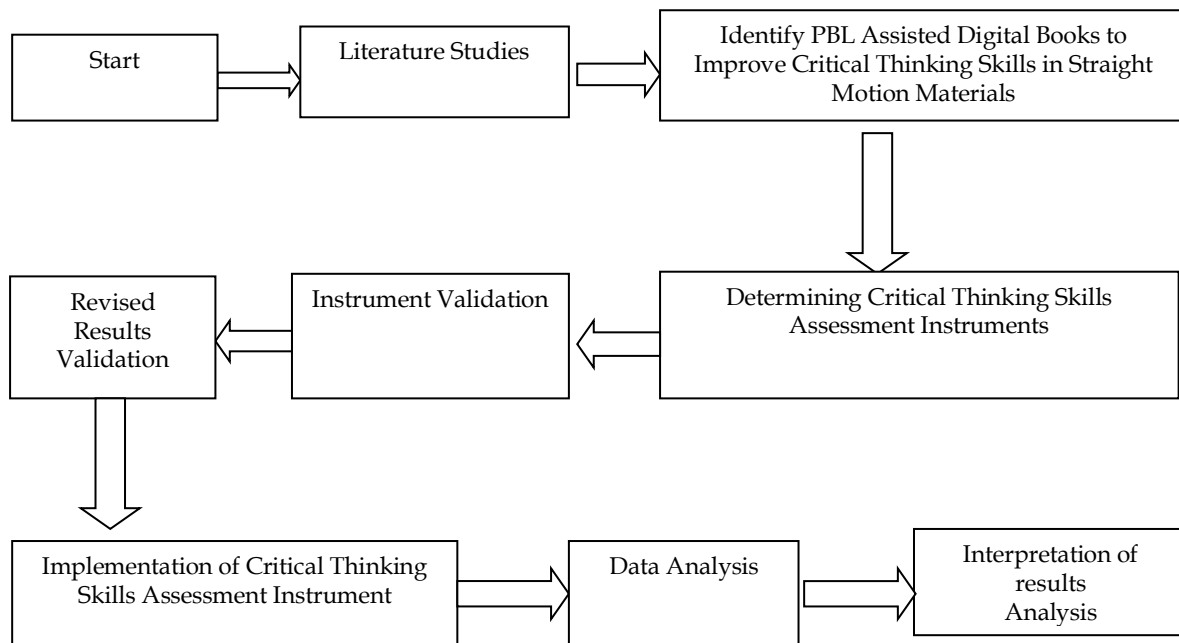 Start
Literature Studies
Identify PBL Assisted Digital Books to
Improve Critical Thinking Skills in Straight
Motion Materials
Determining Critical Thinking Skills
Assessment Instruments
Instrument Validation
Revised
Results
Validation
Implementation of Critical Thinking
Skills Assessment Instrument
Data Analysis
Interpretation of
results
Analysis